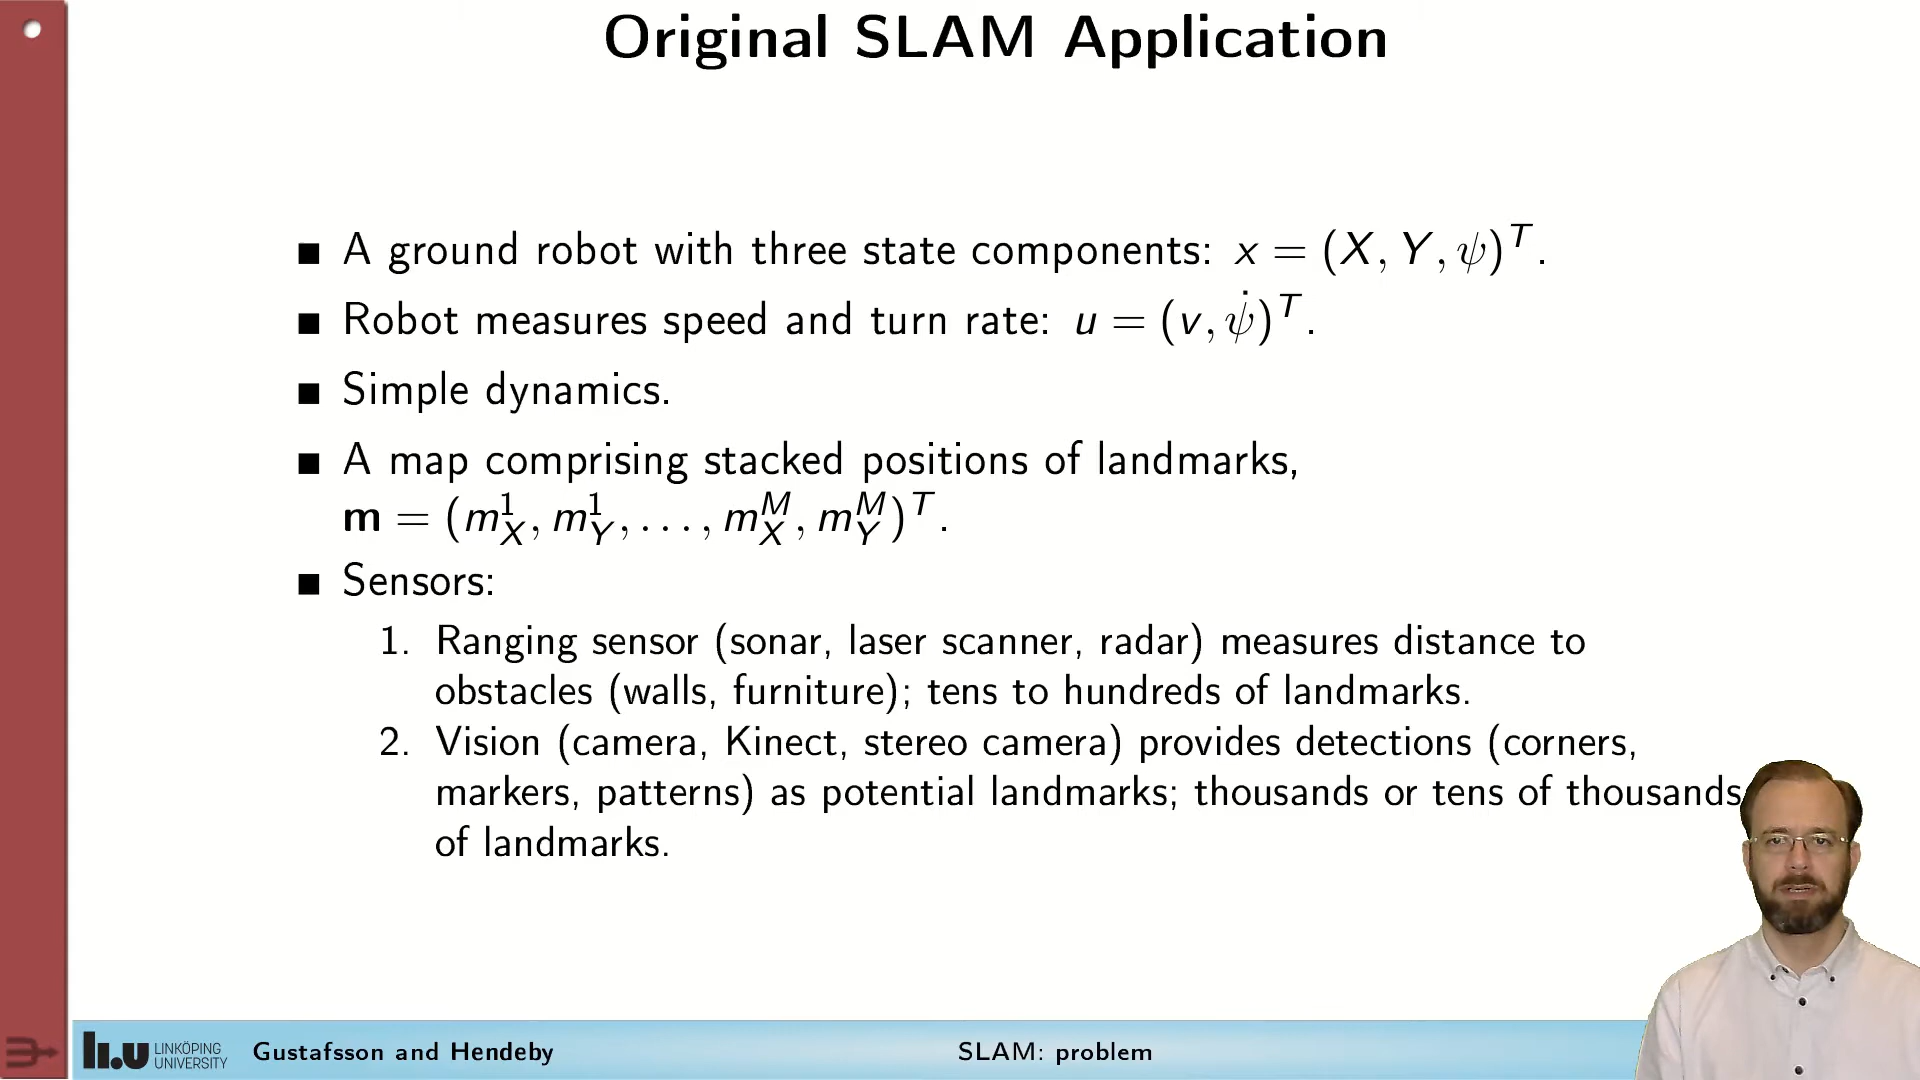 Original SLAM Application
■ A ground robot with three state components: x = (X, Y, ψ)ᵀ.
■ Robot measures speed and turn rate: u = (v, ψ̇)ᵀ.
■ Simple dynamics.
■ A map comprising stacked positions of landmarks,
m = (m¹_X, m¹_Y, . . . , m^M_X, m^M_Y)ᵀ.
■ Sensors:
1. Ranging sensor (sonar, laser scanner, radar) measures distance to
obstacles (walls, furniture); tens to hundreds of landmarks.
2. Vision (camera, Kinect, stereo camera) provides detections (corners,
markers, patterns) as potential landmarks; thousands or tens of thousands
of landmarks.
LI.U LINKÖPING
UNIVERSITY
Gustafsson and Hendeby
SLAM: problem